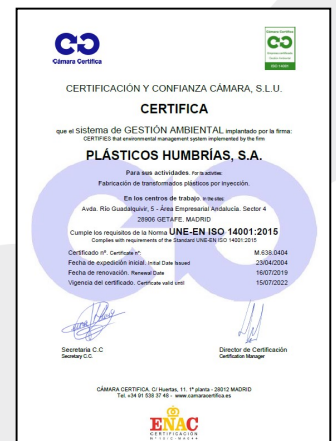 Cámara Certifica
ISO 14001
CERTIFICACIÓN Y CONFIANZA CÁMARA, S.L.U.
CERTIFICA
que el sistema de GESTIÓN AMBIENTAL implantado por la firma:
CERTIFIES that environmental management system implemented by the firm
PLÁSTICOS HUMBRÍAS, S.A.
Para sus actividades. For its activities:
Fabricación de transformados plásticos por inyección.
En los centros de trabajo. In the sites.
Avda. Río Guadalquivir, 5 - Área Empresarial Andalucía. Sector 4
28906 GETAFE. MADRID
Cumple los requisitos de la Norma UNE-EN ISO 14001:2015
Complies with requirements of the Standard UNE-EN ISO 14001:2015
Certificado nº. Certificate nº: M.638.0404
Fecha de expedición inicial. Initial Date Issued 23/04/2004
Fecha de renovación. Renewal Date 16/07/2019
Vigencia del certificado. Certificate valid until 15/07/2022
Secretaria C.C Director de Certificación
Secretary C.C. Certification Manager
CÁMARA CERTIFICA. C/ Huertas, 11. 1ª planta - 28012 MADRID
Tel. +34 91 538 37 48 - www.camaracertifica.es
ENAC
CERTIFICACIÓN